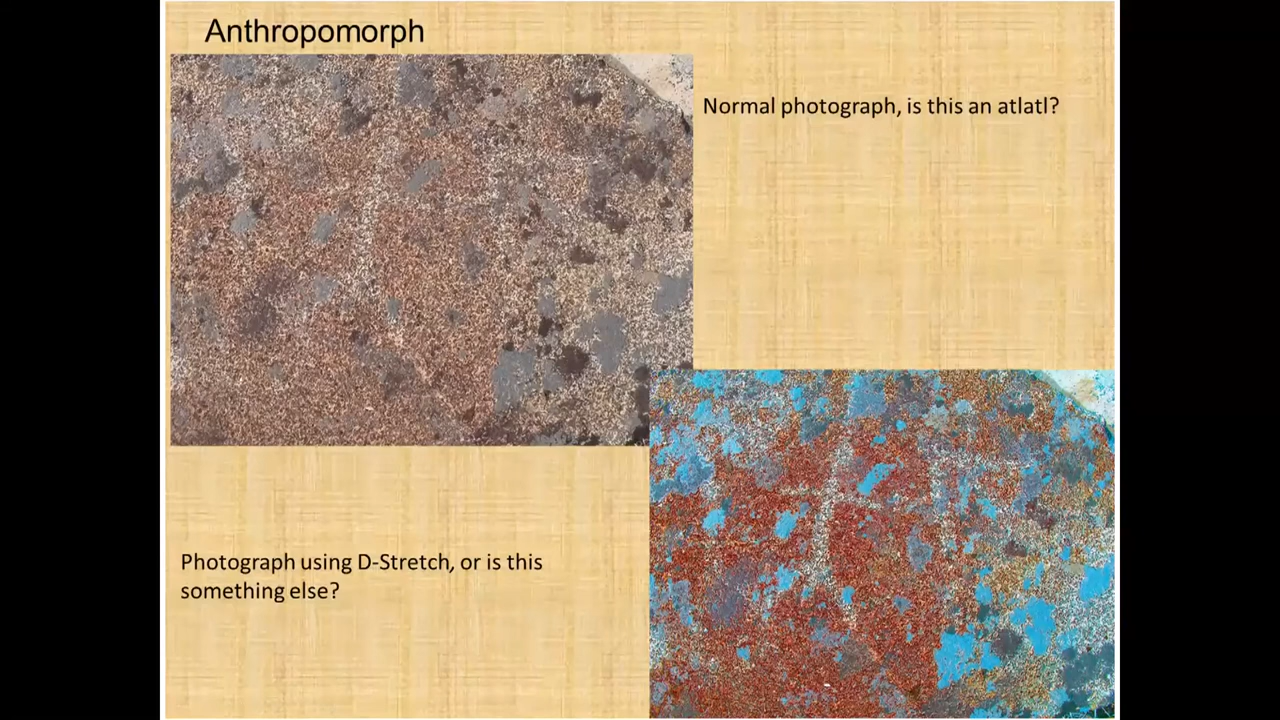 Anthropomorph
Normal photograph, is this an atlatl?
Photograph using D-Stretch, or is this
something else?